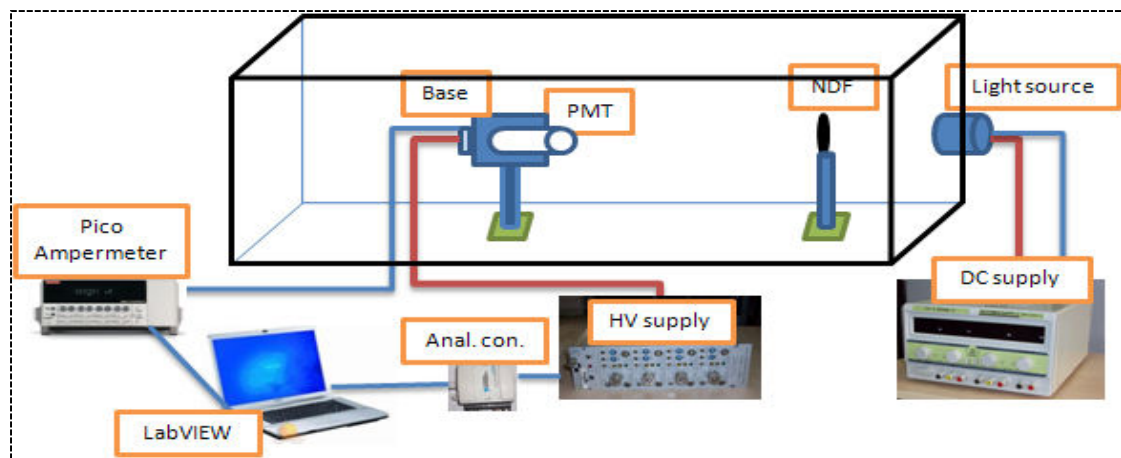 Base
PMT
NDF
Light source
Pico
Ampermeter
DC supply
HV supply
Anal. con.
LabVIEW